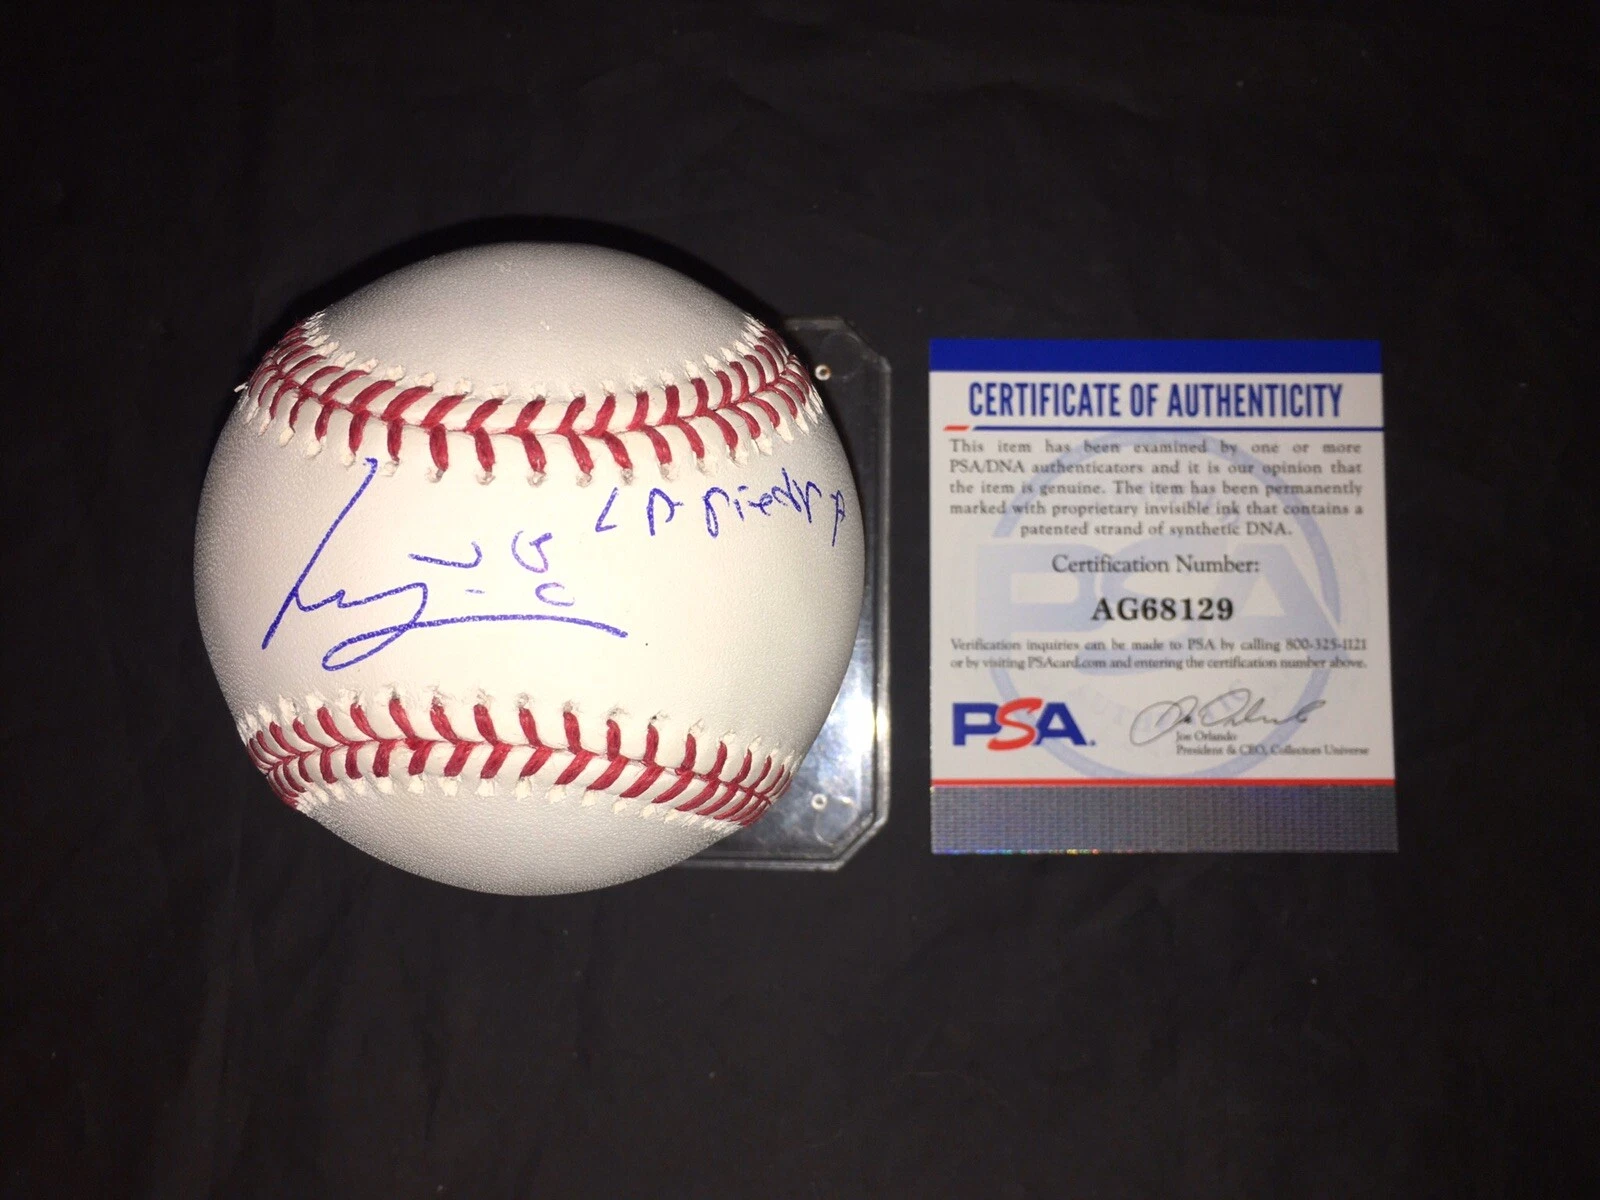 LA PiedrA
CERTIFICATE OF AUTHENTICITY
This item has been examined by one or more
PSA/DNA authenticators and it is our opinion that
the item is genuine. The item has been permanently
marked with proprietary invisible ink that contains a
patented strand of synthetic DNA.
Certification Number:
AG68129
Verification inquiries can be made to PSA by calling 800-325-1121
or by visiting PSAcard.com and entering the certification number above.
PSA.
Joe Orlando
President & CEO, Collectors Universe